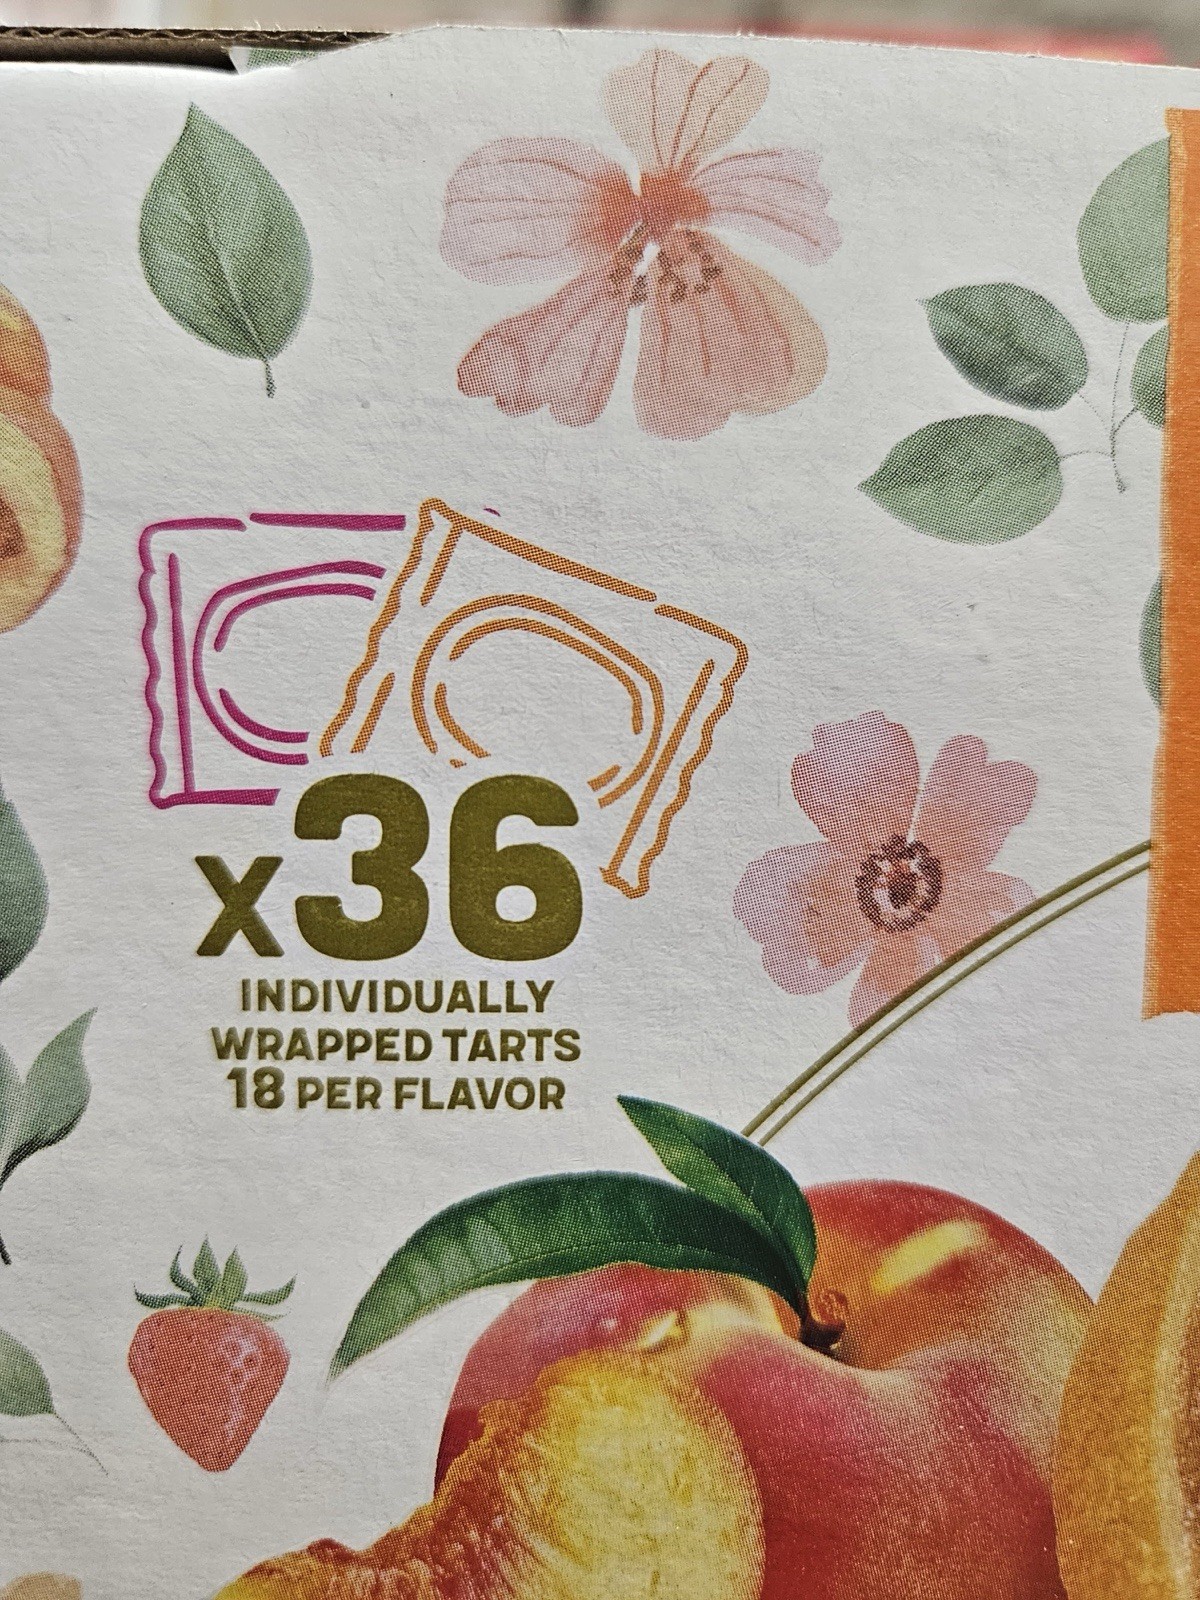 x36
INDIVIDUALLY
WRAPPED TARTS
18 PER FLAVOR